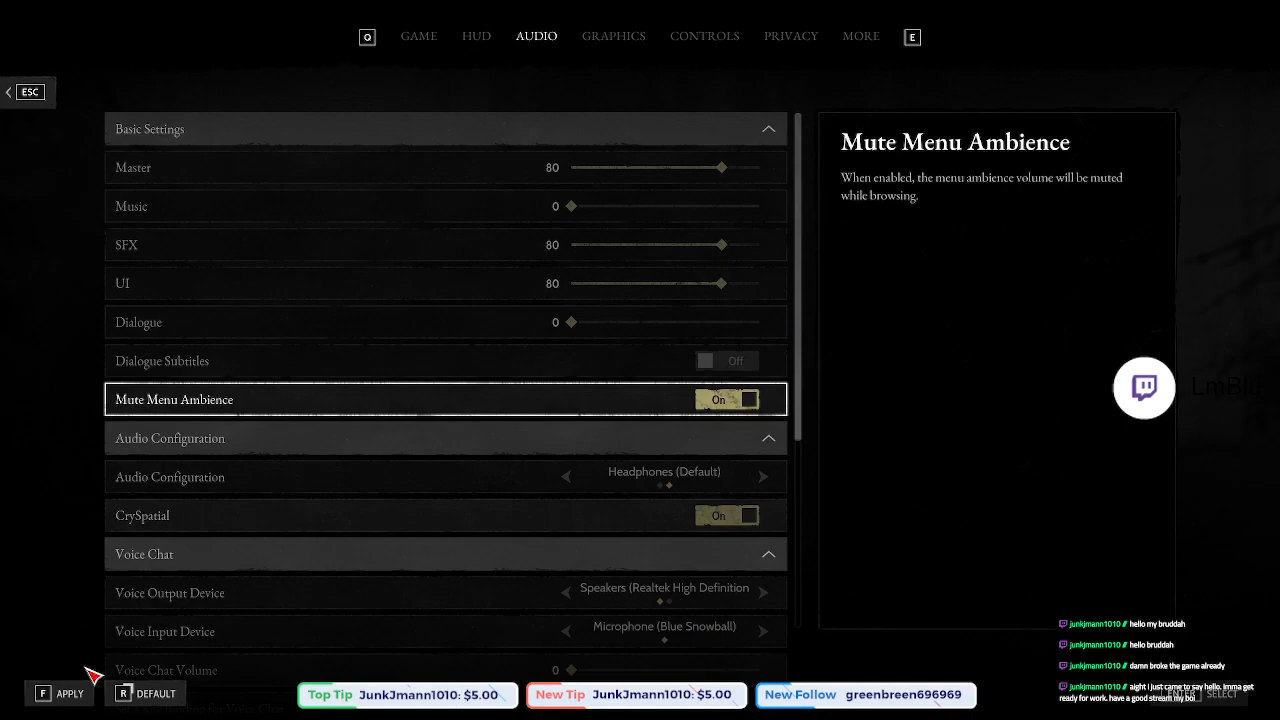 Q GAME HUD AUDIO GRAPHICS CONTROLS PRIVACY MORE E
ESC
Basic Settings
Master 80
Music 0
SFX 80
UI 80
Dialogue 0
Dialogue Subtitles Off
Mute Menu Ambience On
Audio Configuration
Audio Configuration Headphones (Default)
CrySpatial On
Voice Chat
Voice Output Device Speakers (Realtek High Definition
Voice Input Device Microphone (Blue Snowball)
Voice Chat Volume 0
Mute Menu Ambience
When enabled, the menu ambience volume will be muted
while browsing.
junkjmann1010 // hello my bruddah
junkjmann1010 // hello bruddah
junkjmann1010 // damn broke the game already
junkjmann1010 // aight i just came to say hello. imma get
ready for work. have a good stream my boi
F APPLY R DEFAULT
Top Tip JunkJmann1010: $5.00
New Tip JunkJmann1010: $5.00
New Follow greenbreen696969
ENTER SELECT